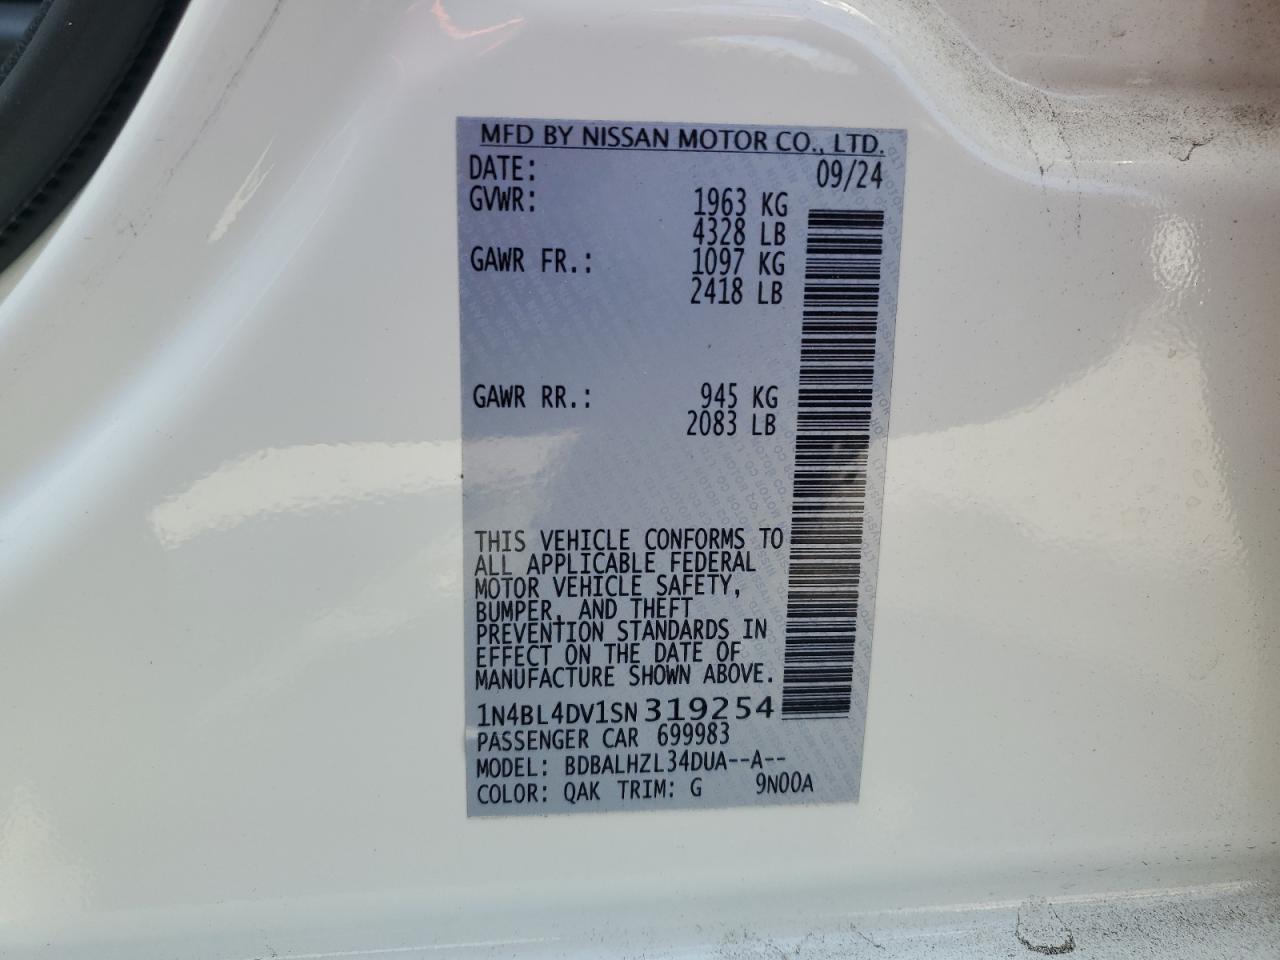 MFD BY NISSAN MOTOR CO., LTD.
DATE: 09/24
GVWR: 1963 KG
4328 LB
GAWR FR.: 1097 KG
2418 LB
GAWR RR.: 945 KG
2083 LB
THIS VEHICLE CONFORMS TO
ALL APPLICABLE FEDERAL
MOTOR VEHICLE SAFETY,
BUMPER, AND THEFT
PREVENTION STANDARDS IN
EFFECT ON THE DATE OF
MANUFACTURE SHOWN ABOVE.
1N4BL4DV1SN319254
PASSENGER CAR 699983
MODEL: BDBALHZL34DUA--A--
COLOR: QAK TRIM: G 9N00A